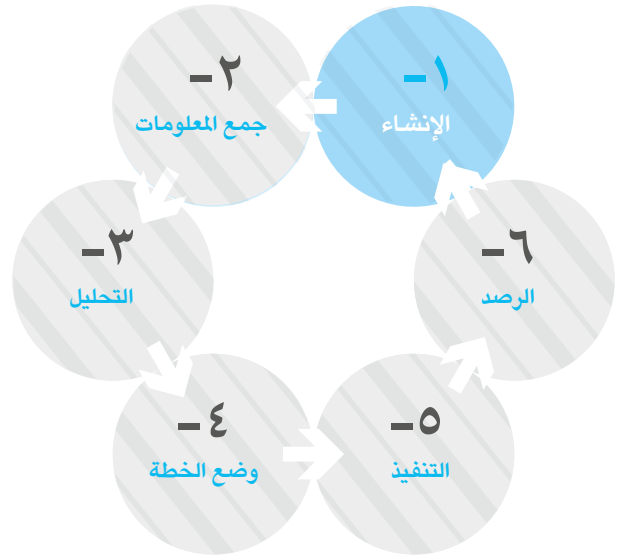 ١-
الإنشاء
٢-
جمع المعلومات
٣-
التحليل
٤-
وضع الخطة
٥-
التنفيذ
٦-
الرصد